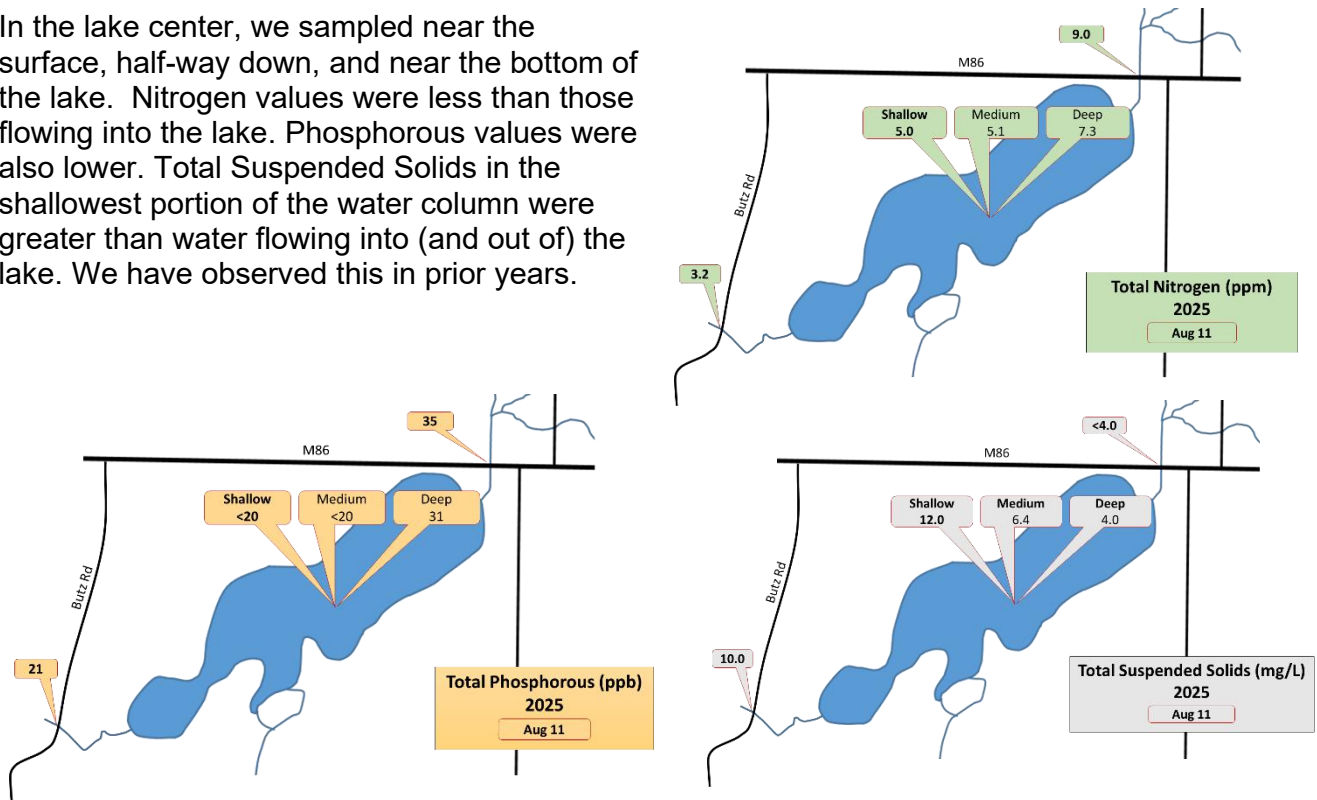 In the lake center, we sampled near the
surface, half-way down, and near the bottom of
the lake.  Nitrogen values were less than those
flowing into the lake. Phosphorous values were
also lower. Total Suspended Solids in the
shallowest portion of the water column were
greater than water flowing into (and out of) the
lake. We have observed this in prior years.
9.0
M86
Shallow
5.0
Medium
5.1
Deep
7.3
Butz Rd
3.2
Total Nitrogen (ppm)
2025
Aug 11
35
M86
Shallow
<20
Medium
<20
Deep
31
Butz Rd
21
Total Phosphorous (ppb)
2025
Aug 11
<4.0
M86
Shallow
12.0
Medium
6.4
Deep
4.0
Butz Rd
10.0
Total Suspended Solids (mg/L)
2025
Aug 11